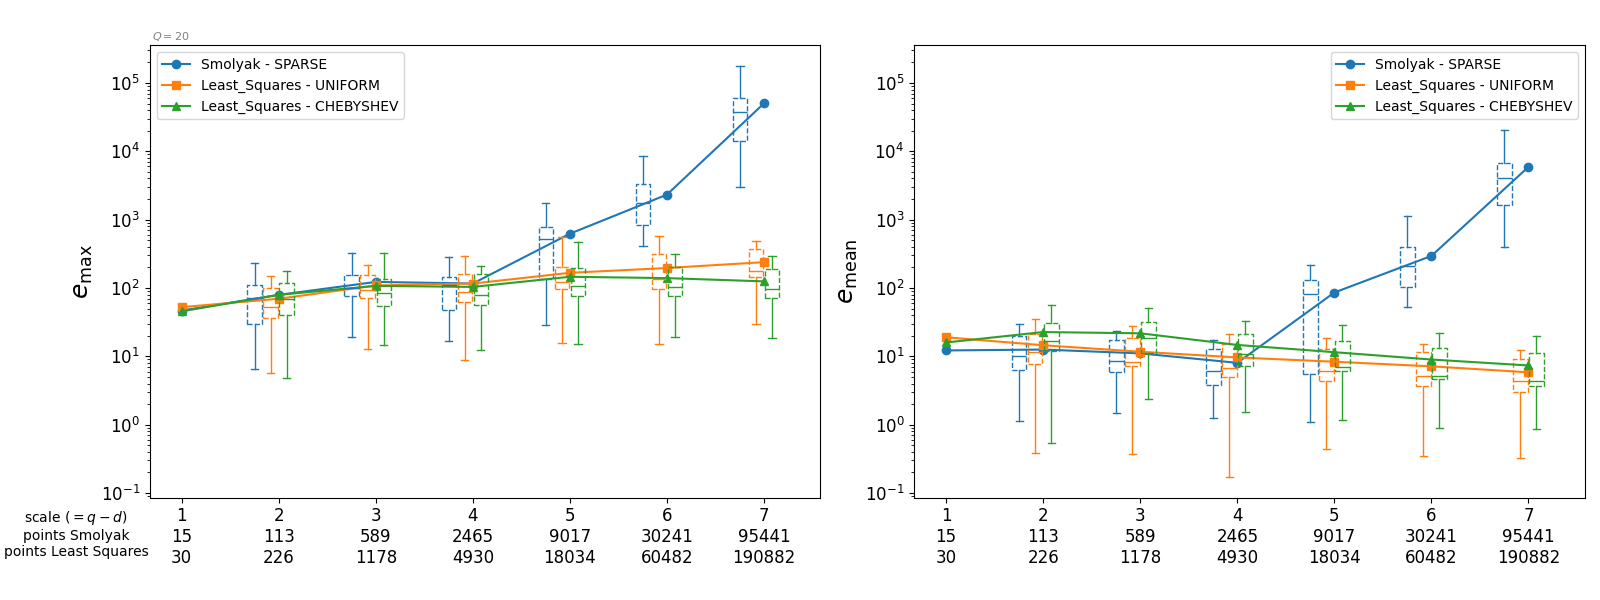 Q = 20
Smolyak - SPARSE
Least_Squares - UNIFORM
Least_Squares - CHEBYSHEV
10^5
10^4
10^3
10^2
10^1
10^0
10^-1
e_max
scale (= q − d)
1 2 3 4 5 6 7
points Smolyak
15 113 589 2465 9017 30241 95441
points Least Squares
30 226 1178 4930 18034 60482 190882
Smolyak - SPARSE
Least_Squares - UNIFORM
Least_Squares - CHEBYSHEV
10^5
10^4
10^3
10^2
10^1
10^0
10^-1
e_mean
1 2 3 4 5 6 7
15 113 589 2465 9017 30241 95441
30 226 1178 4930 18034 60482 190882